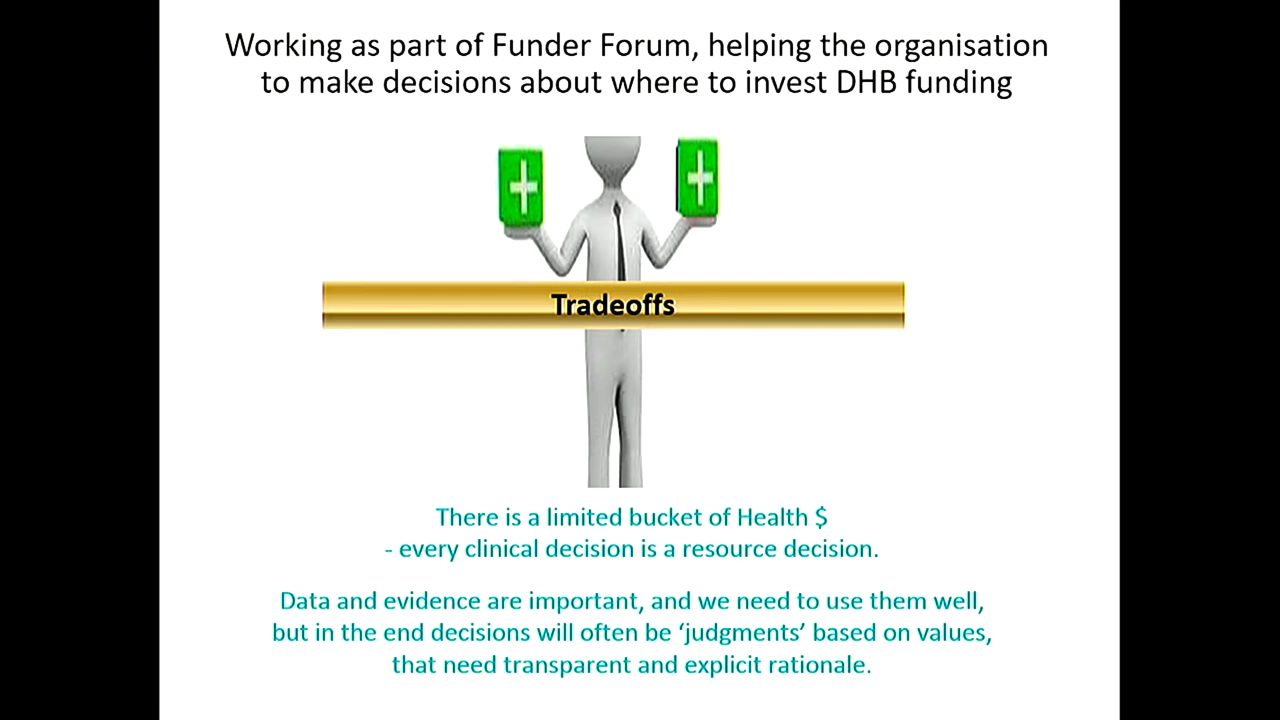 Working as part of Funder Forum, helping the organisation
to make decisions about where to invest DHB funding
Tradeoffs
There is a limited bucket of Health $
- every clinical decision is a resource decision.
Data and evidence are important, and we need to use them well,
but in the end decisions will often be ‘judgments’ based on values,
that need transparent and explicit rationale.